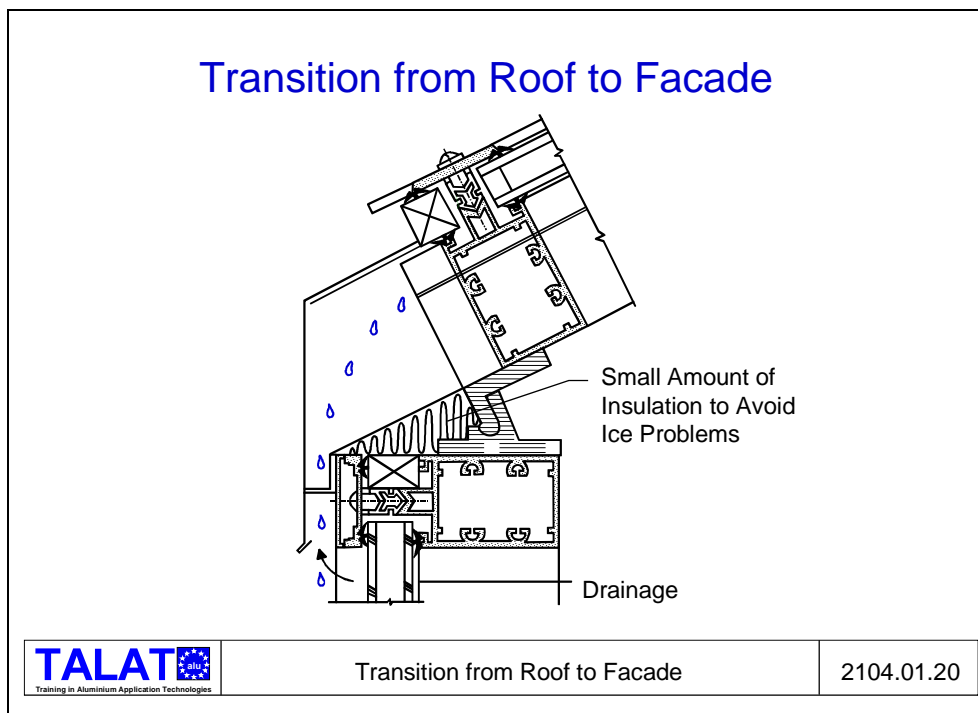 Transition from Roof to Facade
Small Amount of
Insulation to Avoid
Ice Problems
Drainage
TALAT
alu
Training in Aluminium Application Technologies
Transition from Roof to Facade
2104.01.20